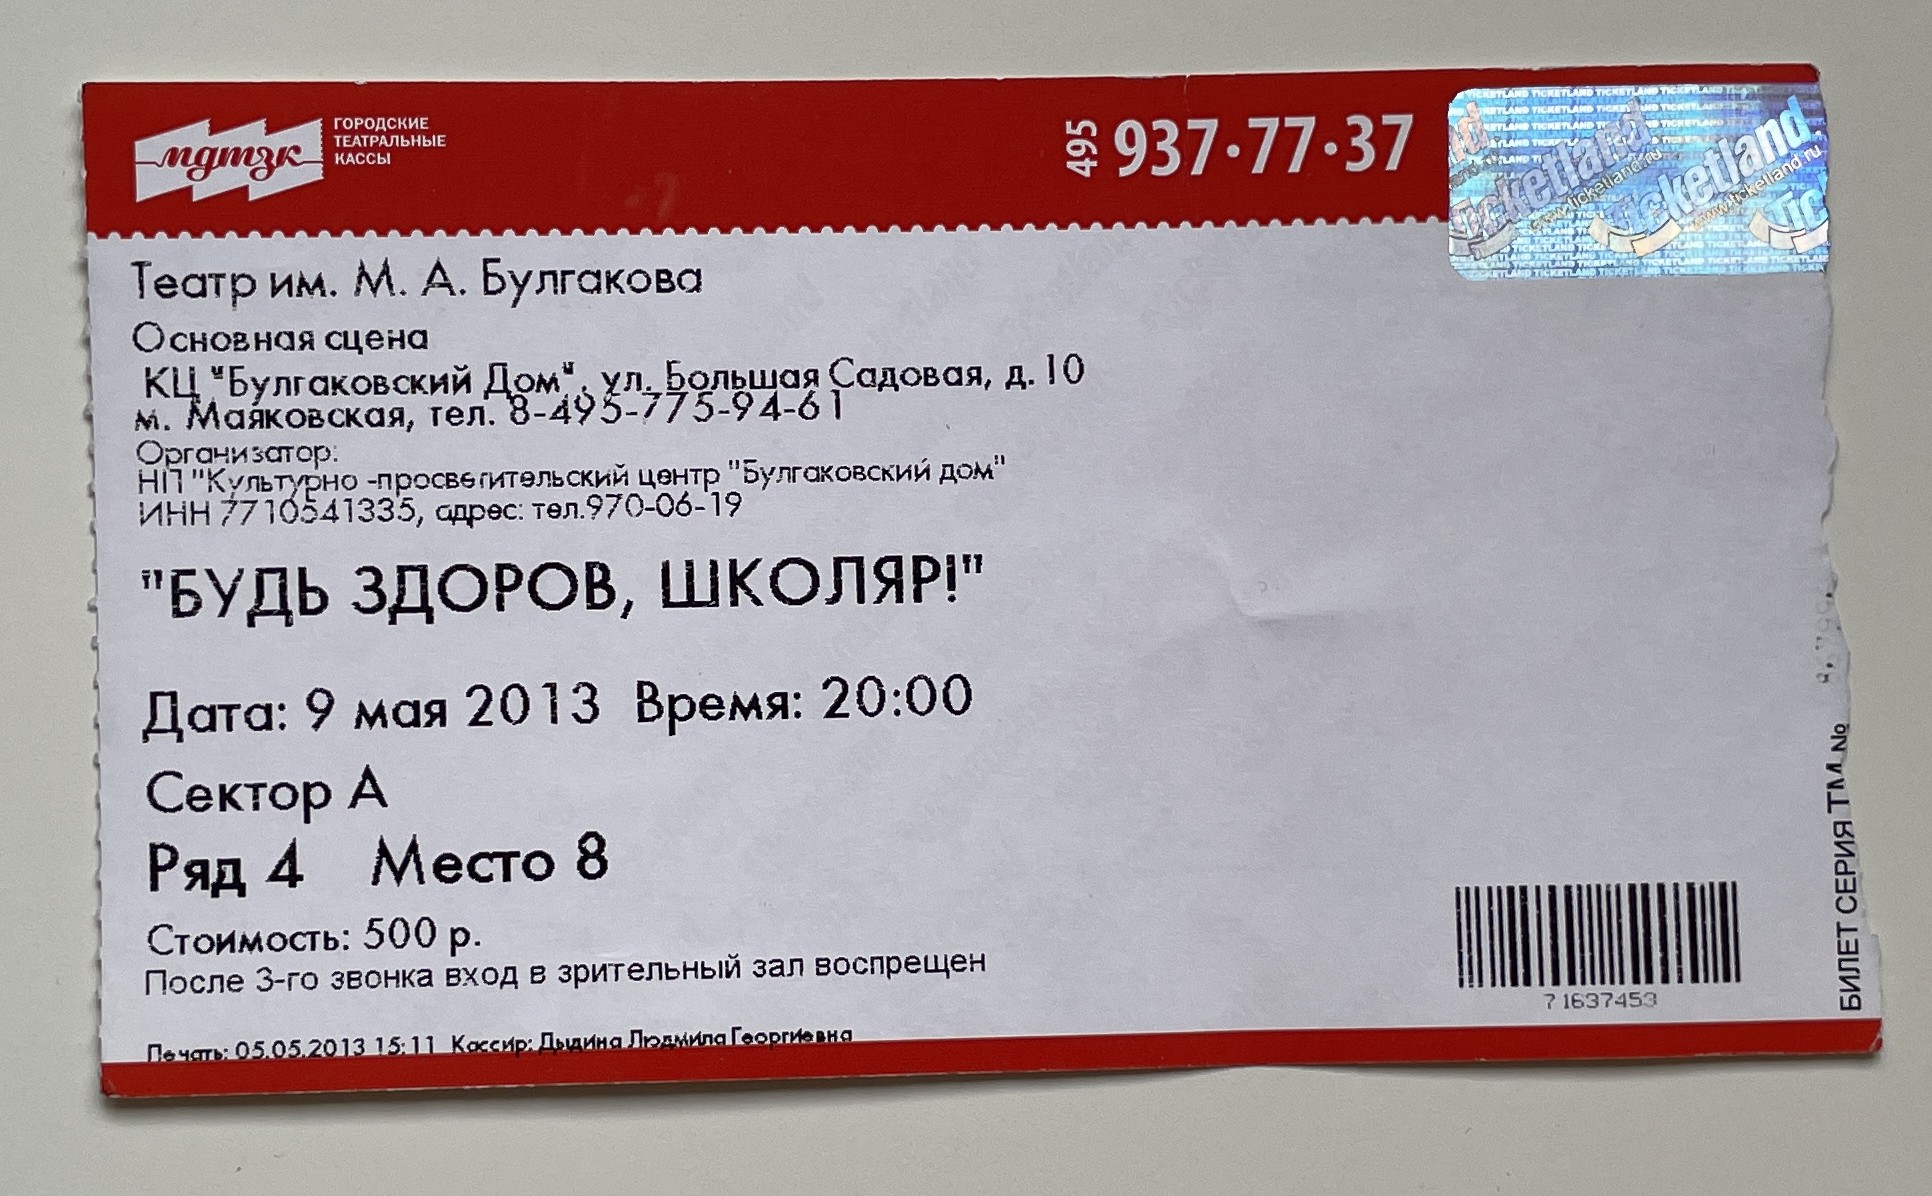 мдтзк
ГОРОДСКИЕ
ТЕАТРАЛЬНЫЕ
КАССЫ
495 937·77·37
Ticketland
www.ticketland.ru
Театр им. М. А. Булгакова
Основная сцена
КЦ "Булгаковский Дом", ул. Большая Садовая, д. 10
м. Маяковская, тел. 8-495-775-94-61
Организатор:
НП "Культурно -просветительский центр "Булгаковский дом"
ИНН 7710541335, адрес: тел.970-06-19
"БУДЬ ЗДОРОВ, ШКОЛЯР!"
Дата: 9 мая 2013 Время: 20:00
Сектор А
Ряд 4 Место 8
Стоимость: 500 р.
После 3-го звонка вход в зрительный зал воспрещен
Печать: 05.05.2013 15:11 Кассир: Дыдина Людмила Георгиевна
71637453
БИЛЕТ СЕРИЯ ТМ №